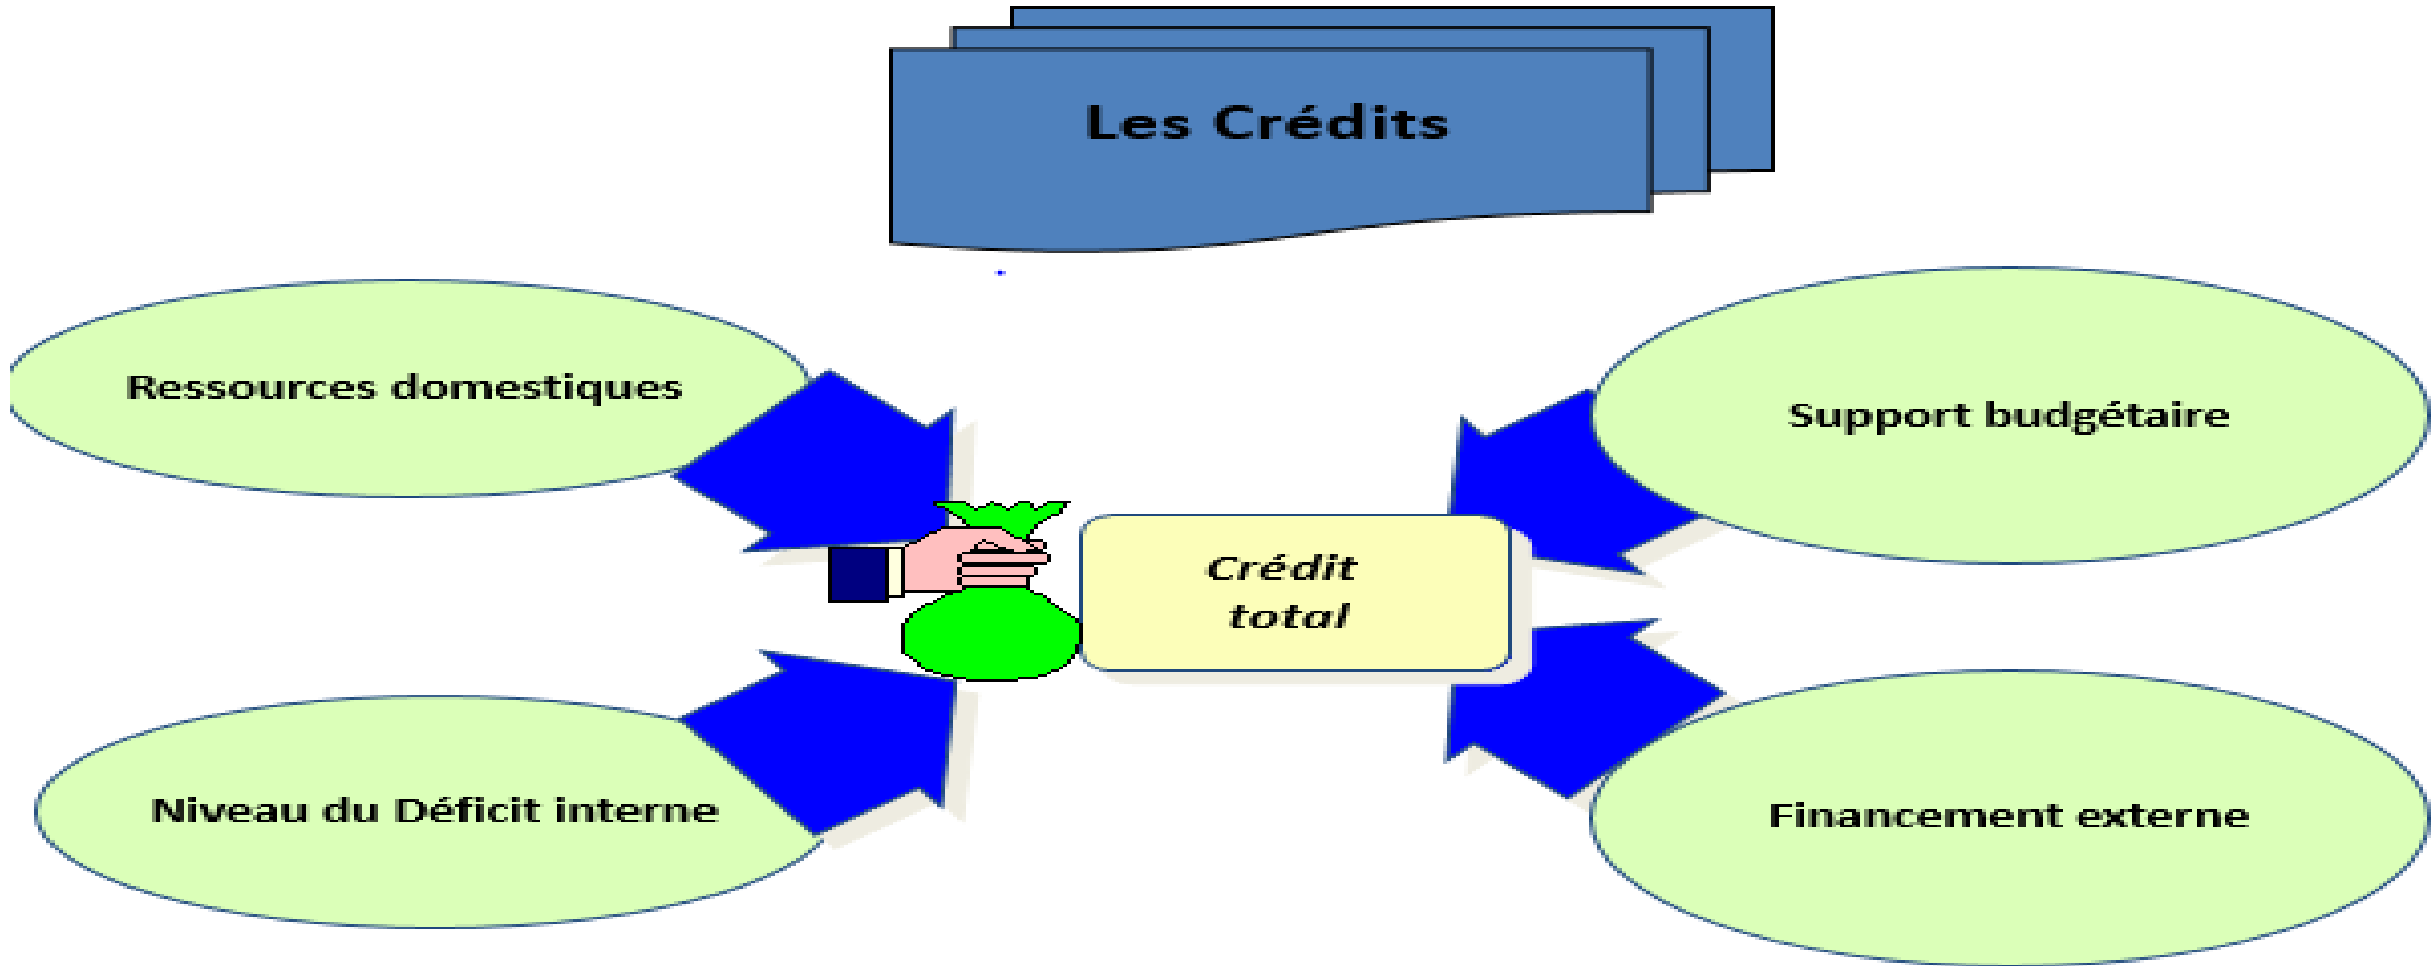 Les Crédits
Ressources domestiques
Support budgétaire
Crédit
total
Niveau du Déficit interne
Financement externe